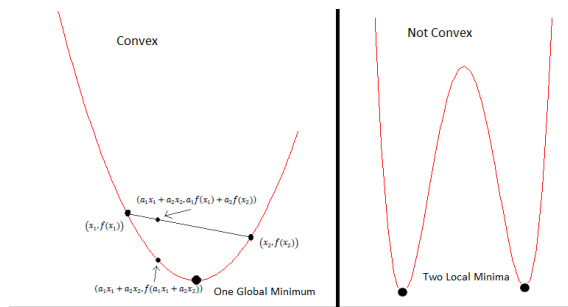 Convex
(a₁x₁ + a₂x₂, a₁f(x₁) + a₂f(x₂))
(x₁, f(x₁))
(x₂, f(x₂))
(a₁x₁ + a₂x₂, f(a₁x₁ + a₂x₂))
One Global Minimum
Not Convex
Two Local Minima